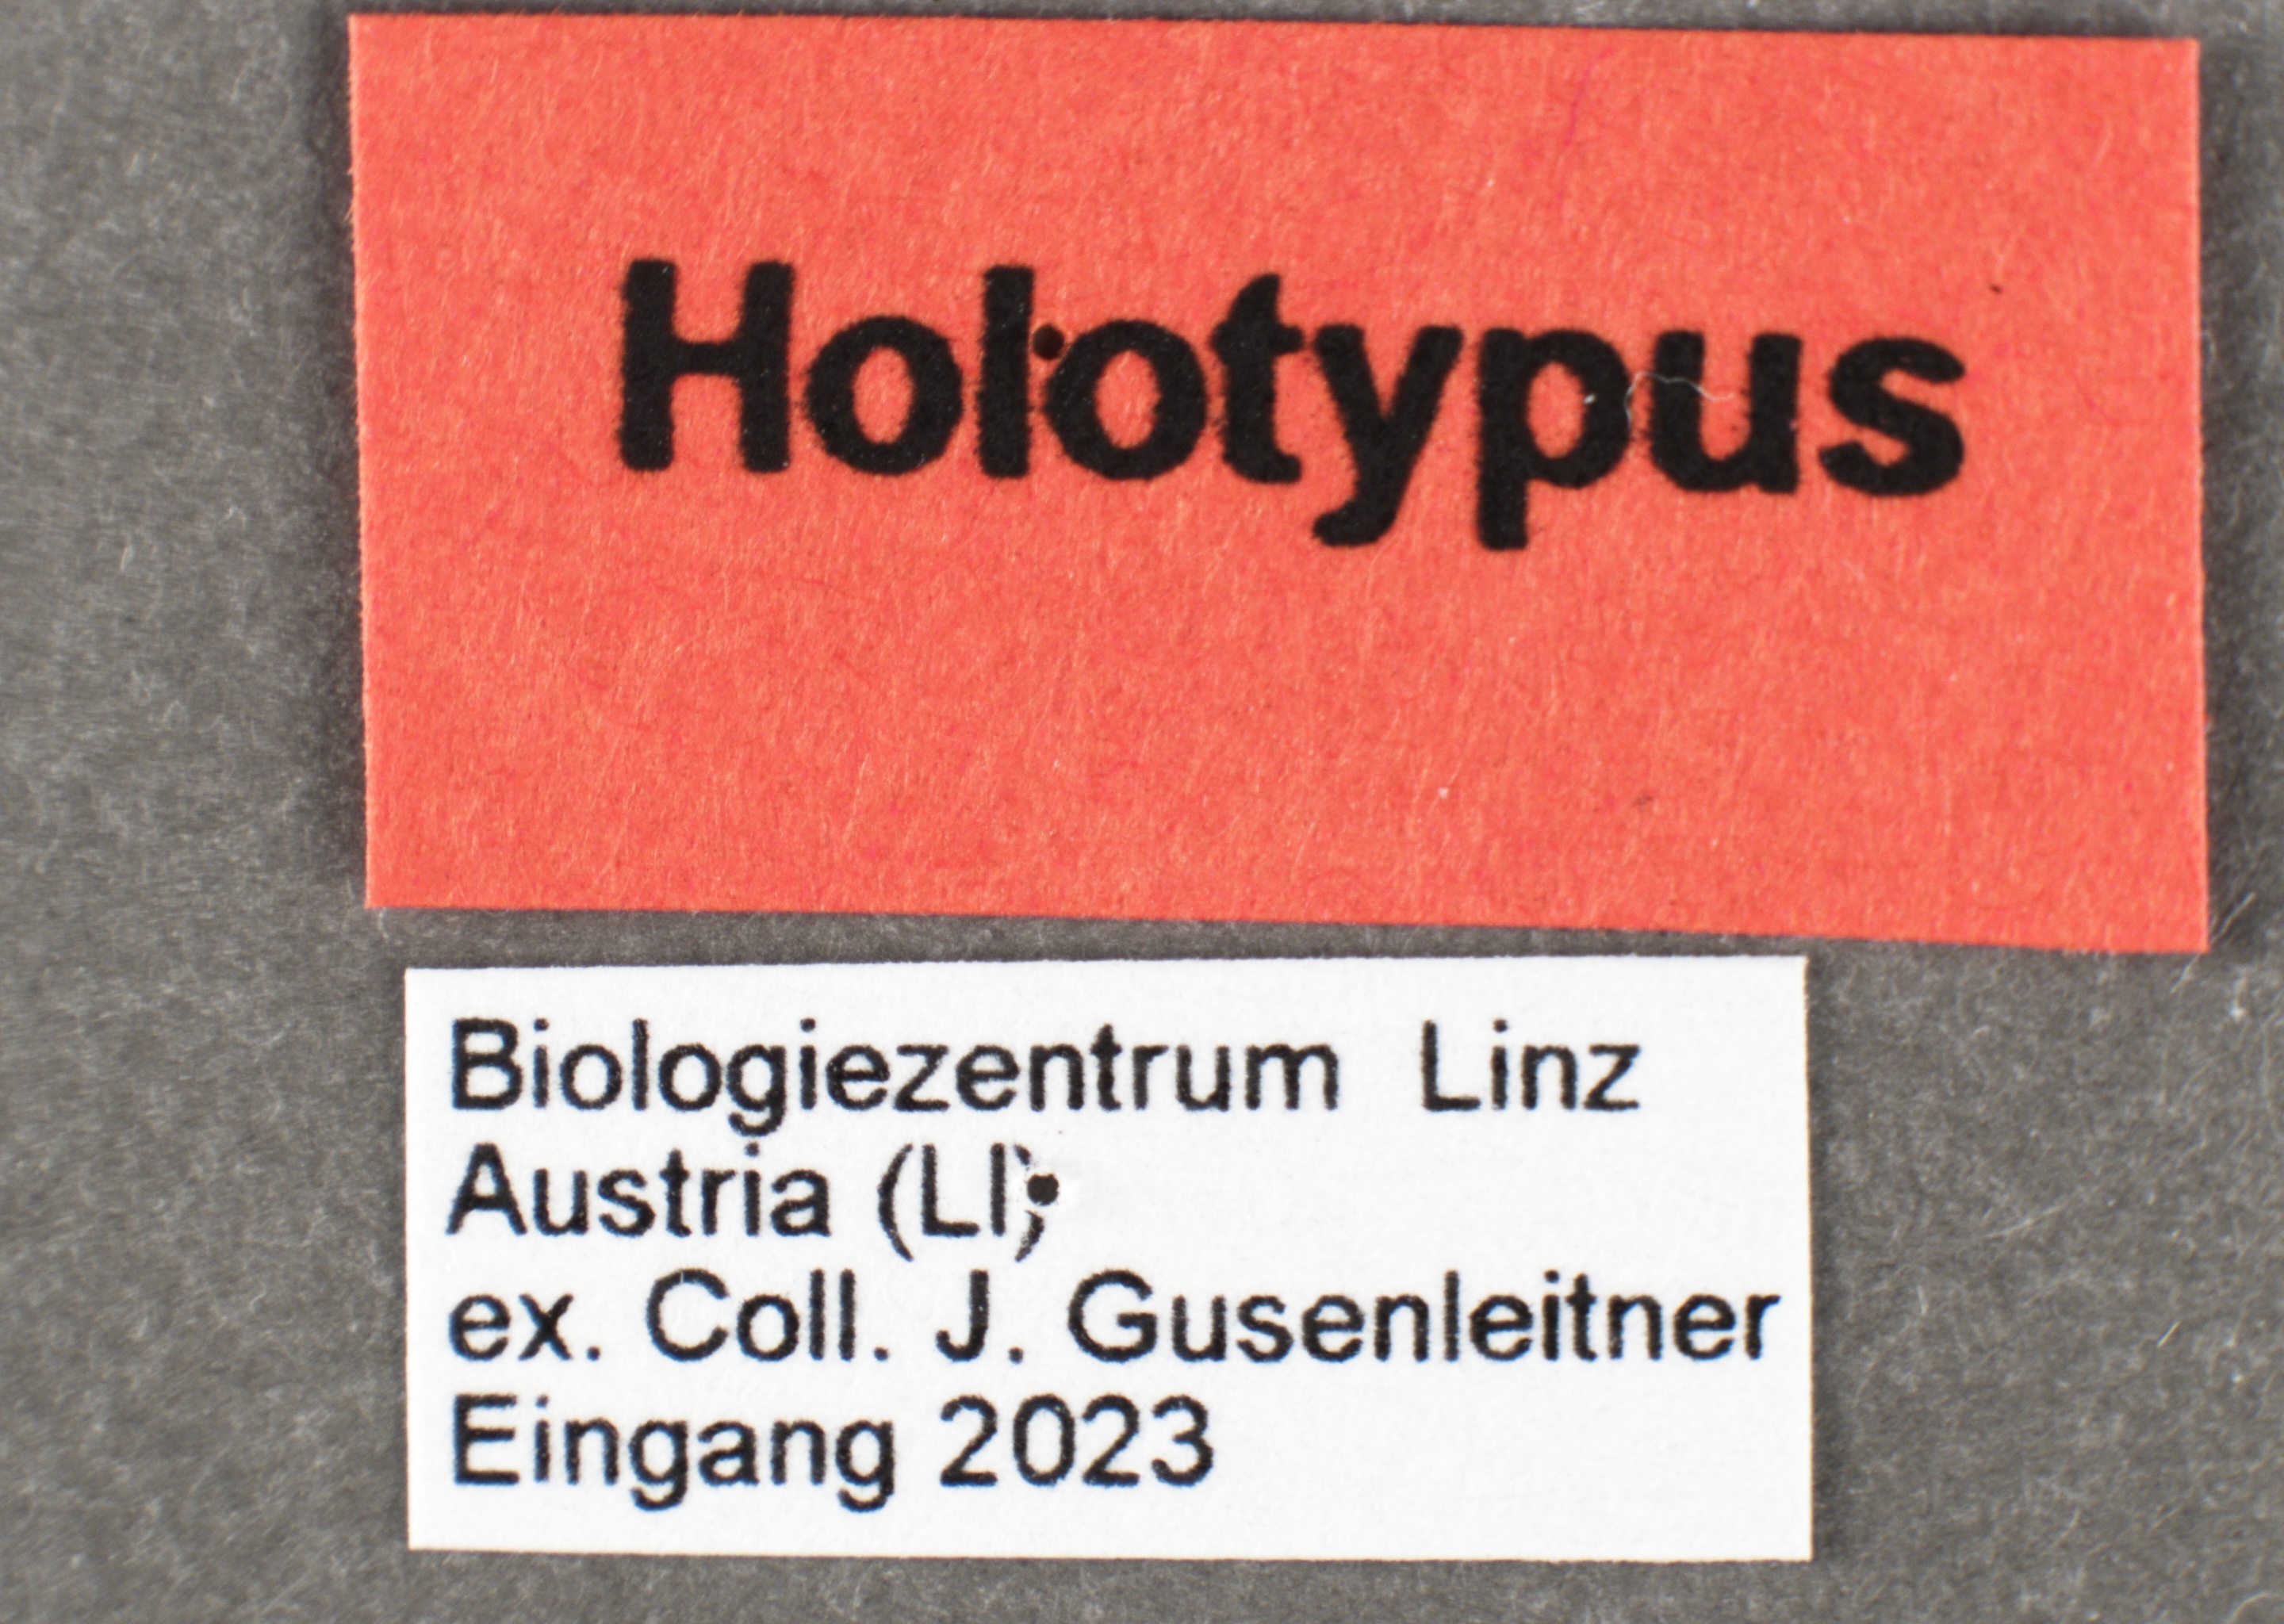 Holotypus
Biologiezentrum Linz
Austria (LI)
ex. Coll. J. Gusenleitner
Eingang 2023